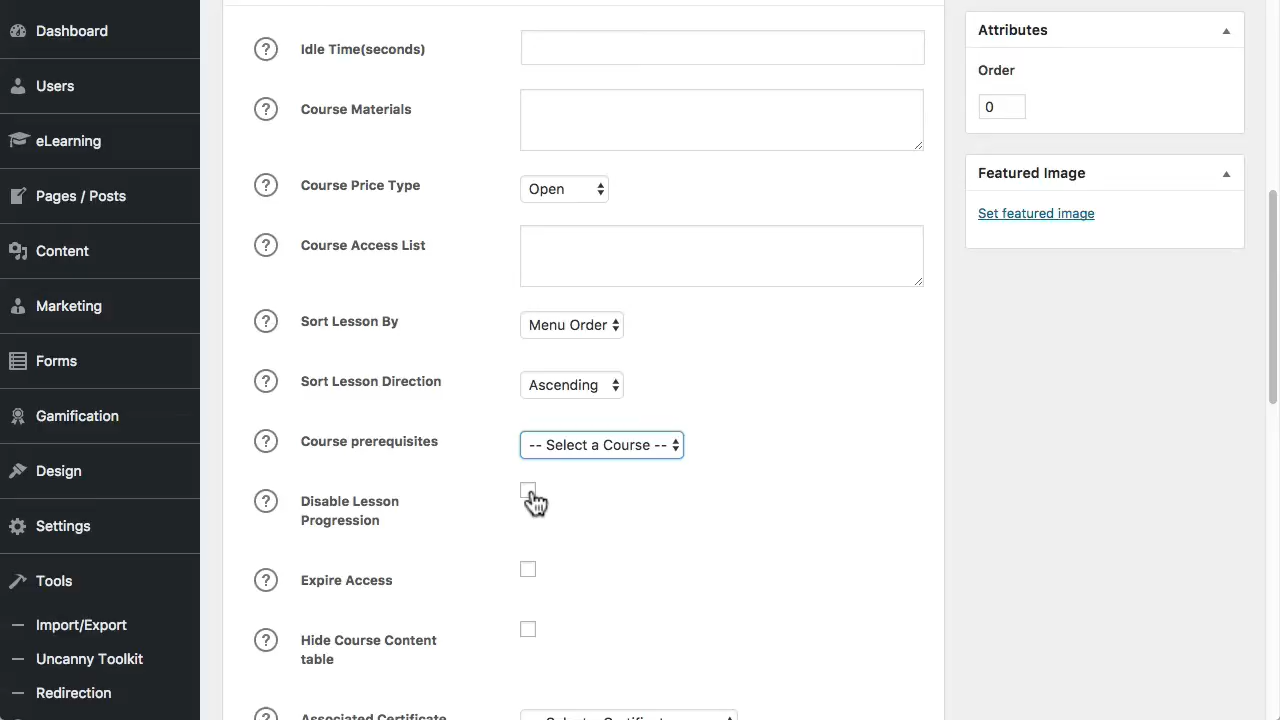 Dashboard
Users
eLearning
Pages / Posts
Content
Marketing
Forms
Gamification
Design
Settings
Tools
Import/Export
Uncanny Toolkit
Redirection
? Idle Time(seconds)
? Course Materials
? Course Price Type Open
? Course Access List
? Sort Lesson By Menu Order
? Sort Lesson Direction Ascending
? Course prerequisites -- Select a Course --
? Disable Lesson
Progression
? Expire Access
? Hide Course Content
table
? Associated Certificate
Attributes
Order
0
Featured Image
Set featured image